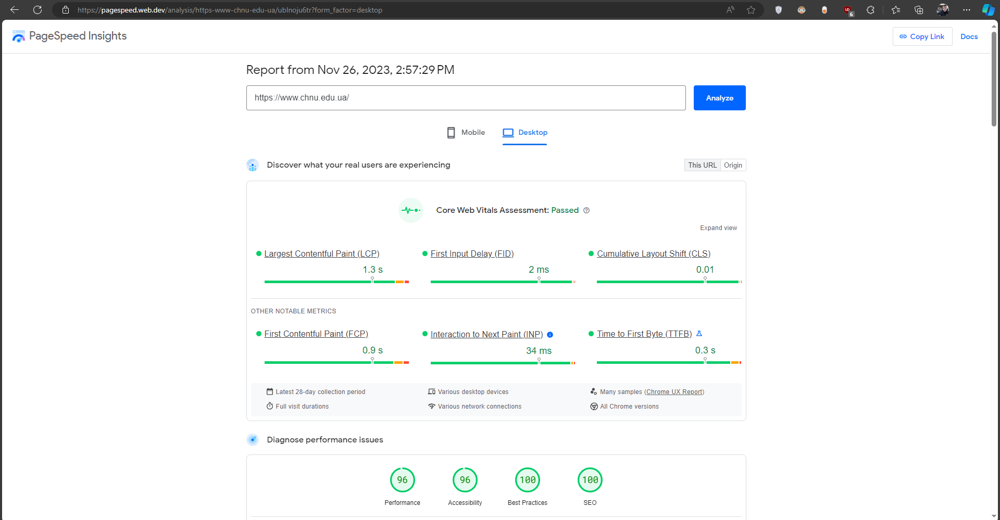 https://pagespeed.web.dev/analysis/https-www-chnu-edu-ua/ublnoju6tr?form_factor=desktop
PageSpeed Insights
Copy Link
Docs
Report from Nov 26, 2023, 2:57:29 PM
https://www.chnu.edu.ua/
Analyze
Mobile
Desktop
Discover what your real users are experiencing
This URL
Origin
Core Web Vitals Assessment: Passed
Expand view
Largest Contentful Paint (LCP)
1.3 s
First Input Delay (FID)
2 ms
Cumulative Layout Shift (CLS)
0.01
OTHER NOTABLE METRICS
First Contentful Paint (FCP)
0.9 s
Interaction to Next Paint (INP)
34 ms
Time to First Byte (TTFB)
0.3 s
Latest 28-day collection period
Various desktop devices
Many samples (Chrome UX Report)
Full visit durations
Various network connections
All Chrome versions
Diagnose performance issues
96
Performance
96
Accessibility
100
Best Practices
100
SEO
6